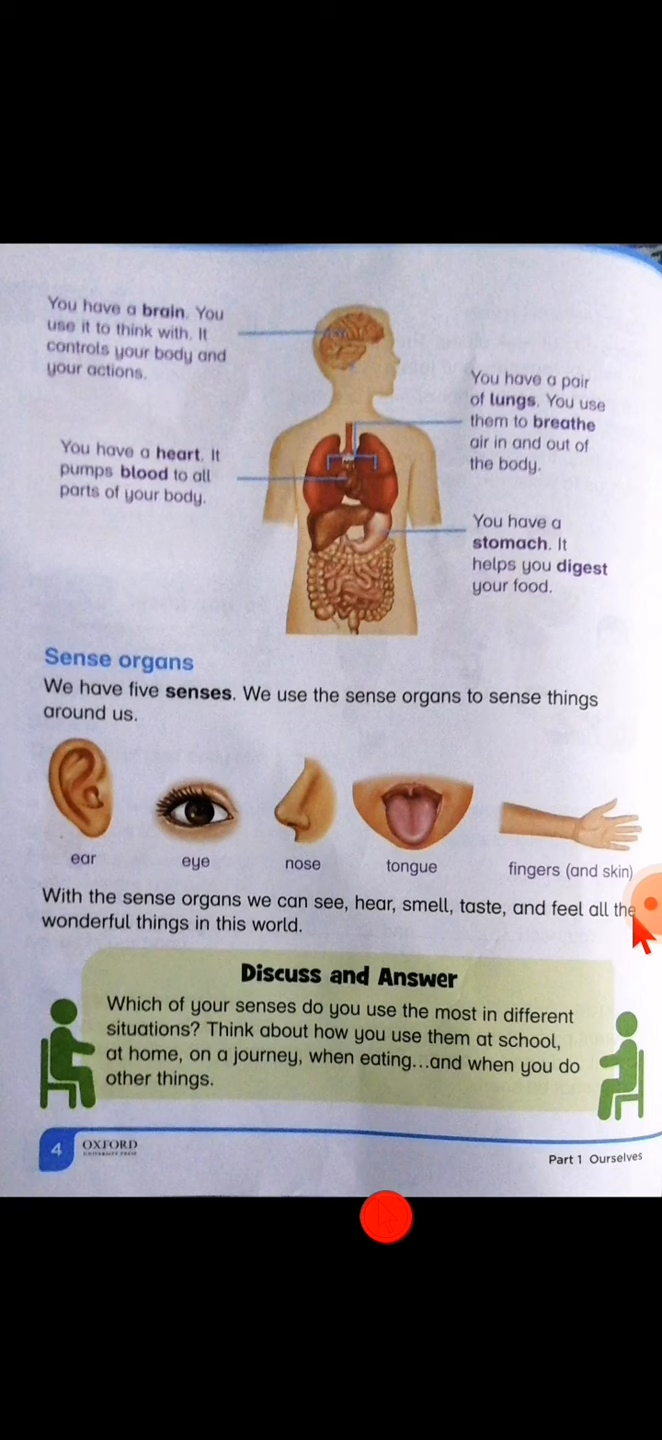 You have a brain. You
use it to think with. It
controls your body and
your actions.
You have a heart. It
pumps blood to all
parts of your body.
You have a pair
of lungs. You use
them to breathe
air in and out of
the body.
You have a
stomach. It
helps you digest
your food.
Sense organs
We have five senses. We use the sense organs to sense things
around us.
ear
eye
nose
tongue
fingers (and skin)
With the sense organs we can see, hear, smell, taste, and feel all the
wonderful things in this world.
Discuss and Answer
Which of your senses do you use the most in different
situations? Think about how you use them at school,
at home, on a journey, when eating...and when you do
other things.
4
OXFORD
UNIVERSITY PRESS
Part 1 Ourselves